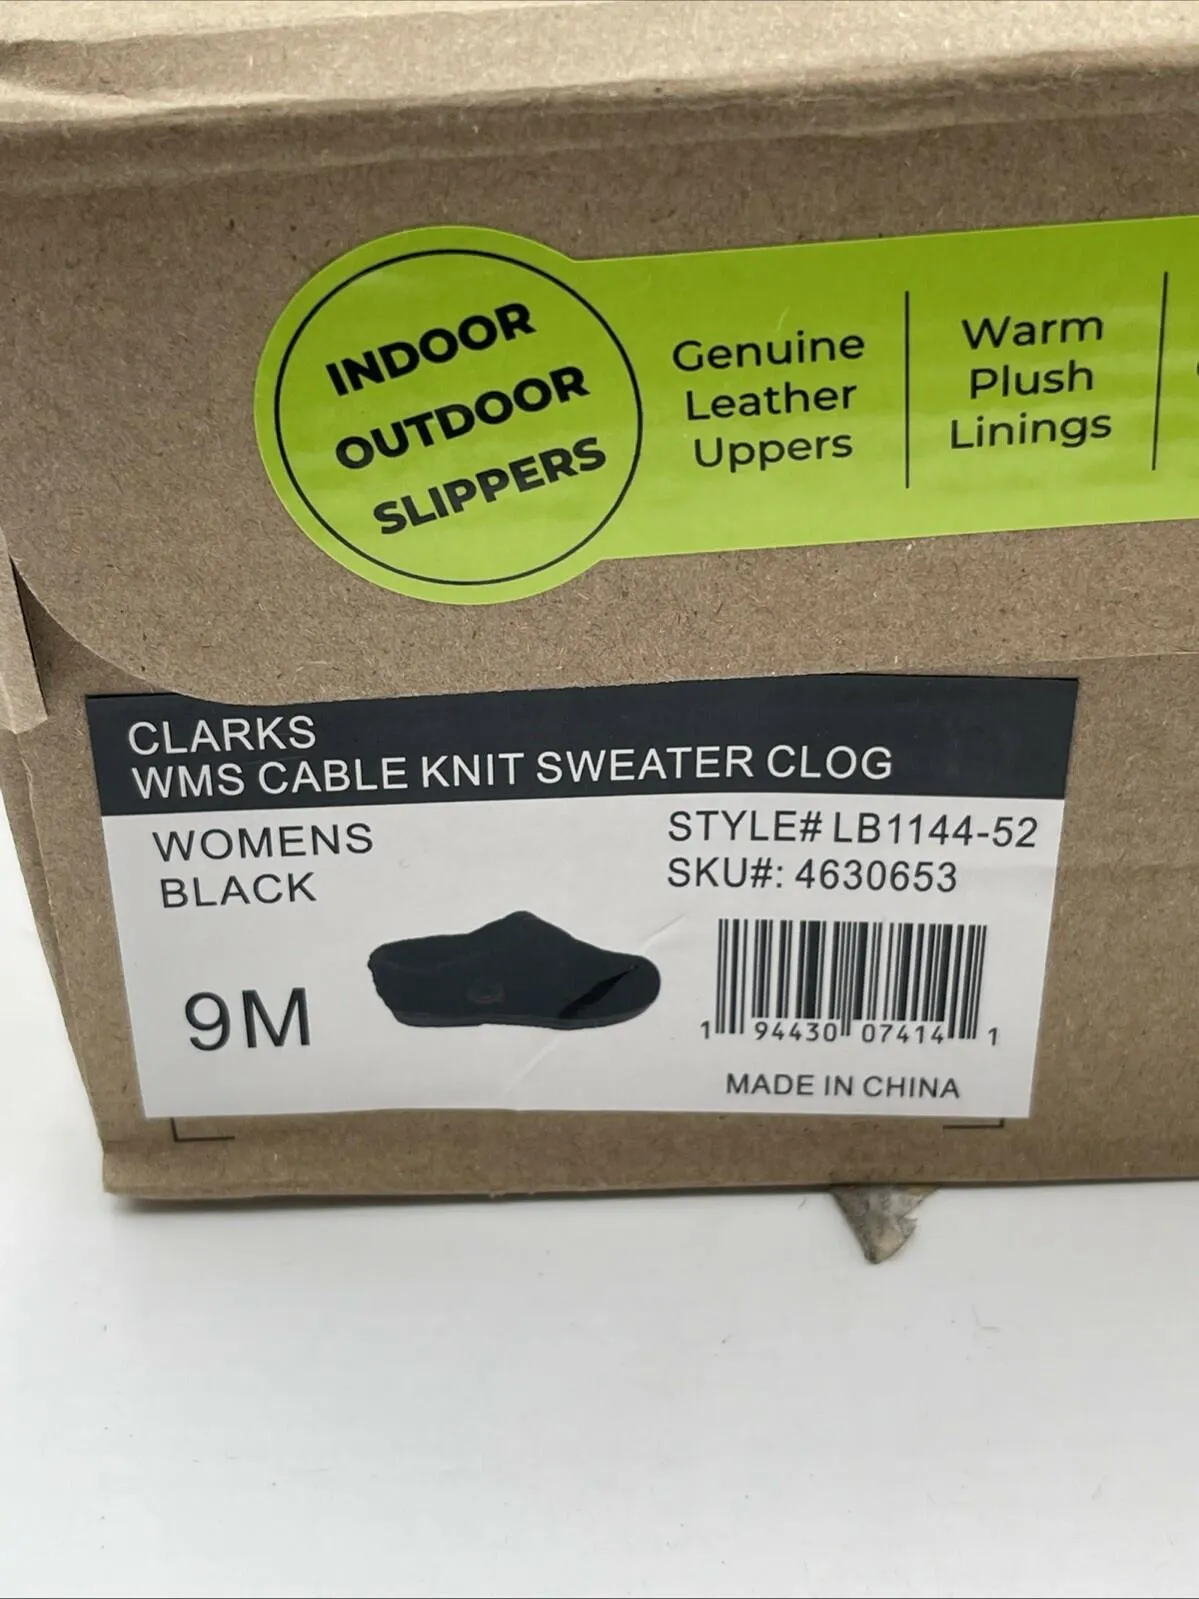 INDOOR
OUTDOOR
SLIPPERS
Genuine
Leather
Uppers
Warm
Plush
Linings
CLARKS
WMS CABLE KNIT SWEATER CLOG
WOMENS
BLACK
STYLE# LB1144-52
SKU#: 4630653
9M
1 94430 07414 1
MADE IN CHINA